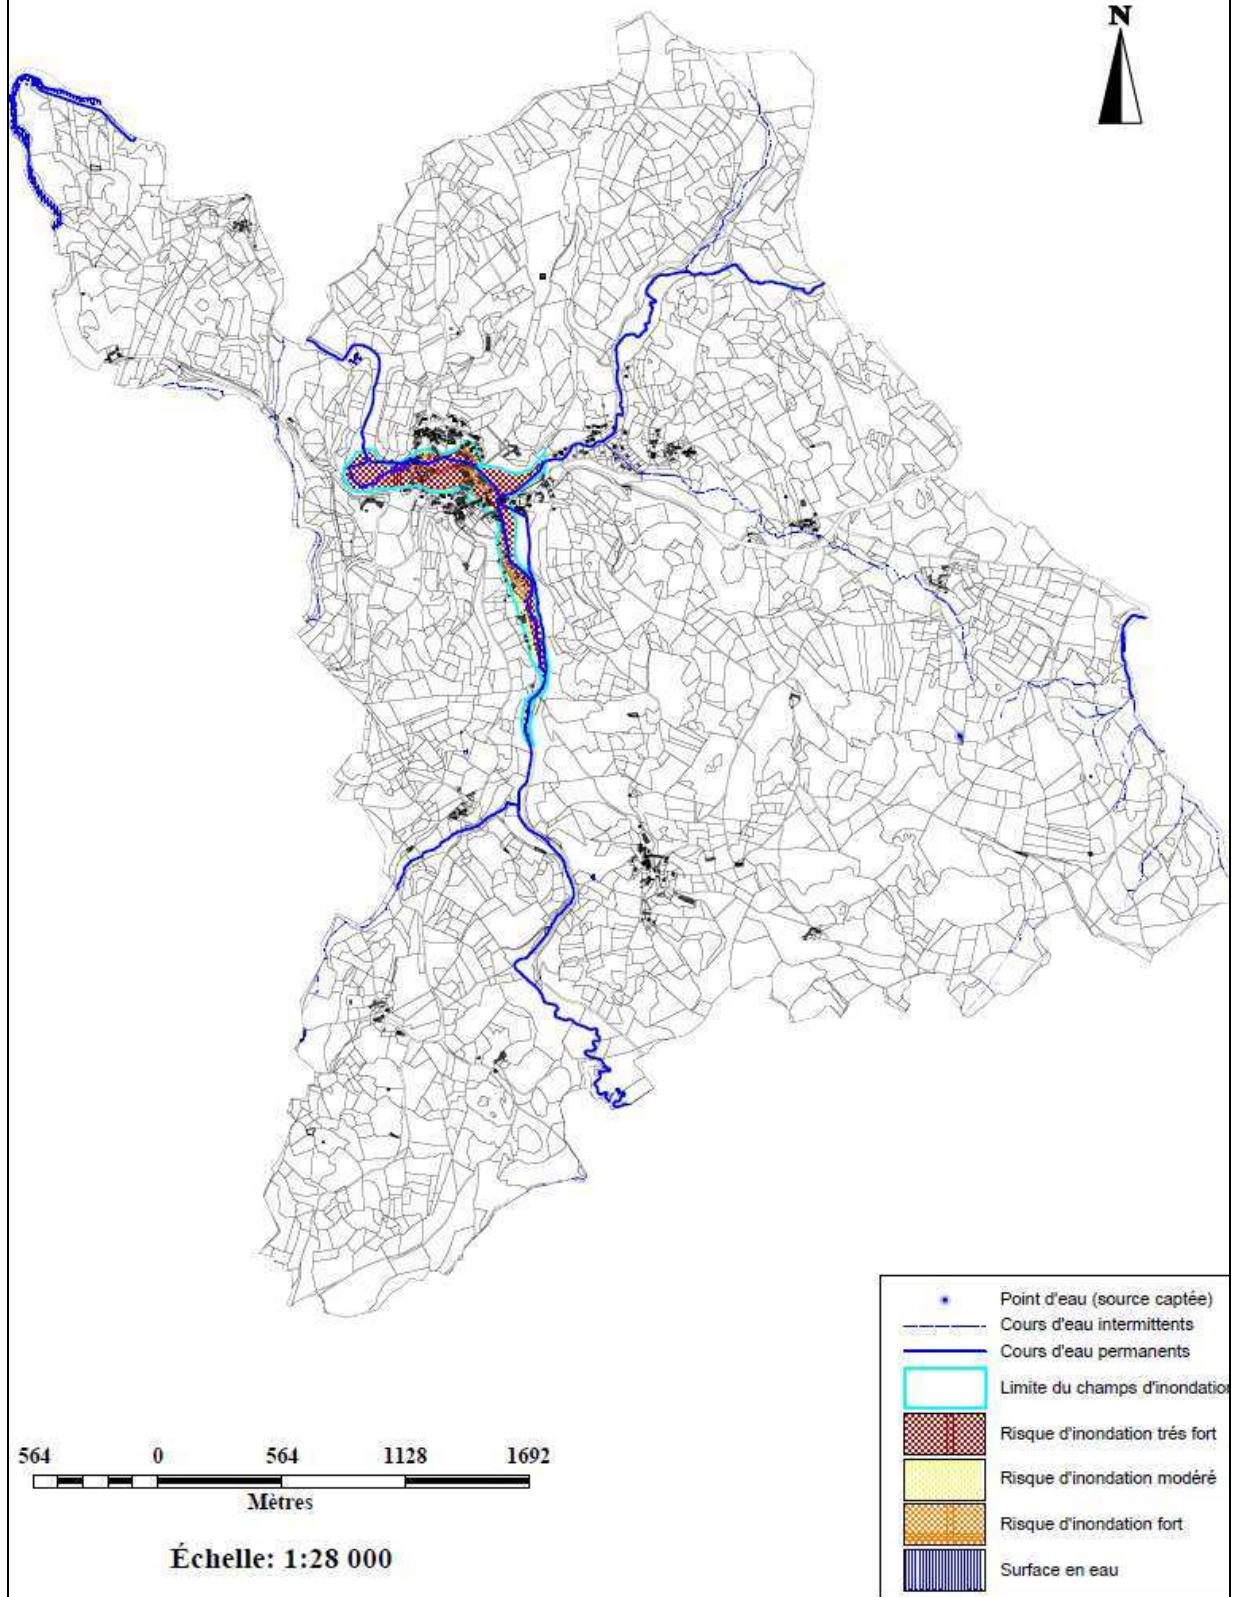 N
Point d'eau (source captée)
Cours d'eau intermittents
Cours d'eau permanents
Limite du champs d'inondation
Risque d'inondation trés fort
Risque d'inondation modéré
Risque d'inondation fort
Surface en eau
564 0 564 1128 1692
Mètres
Échelle: 1:28 000